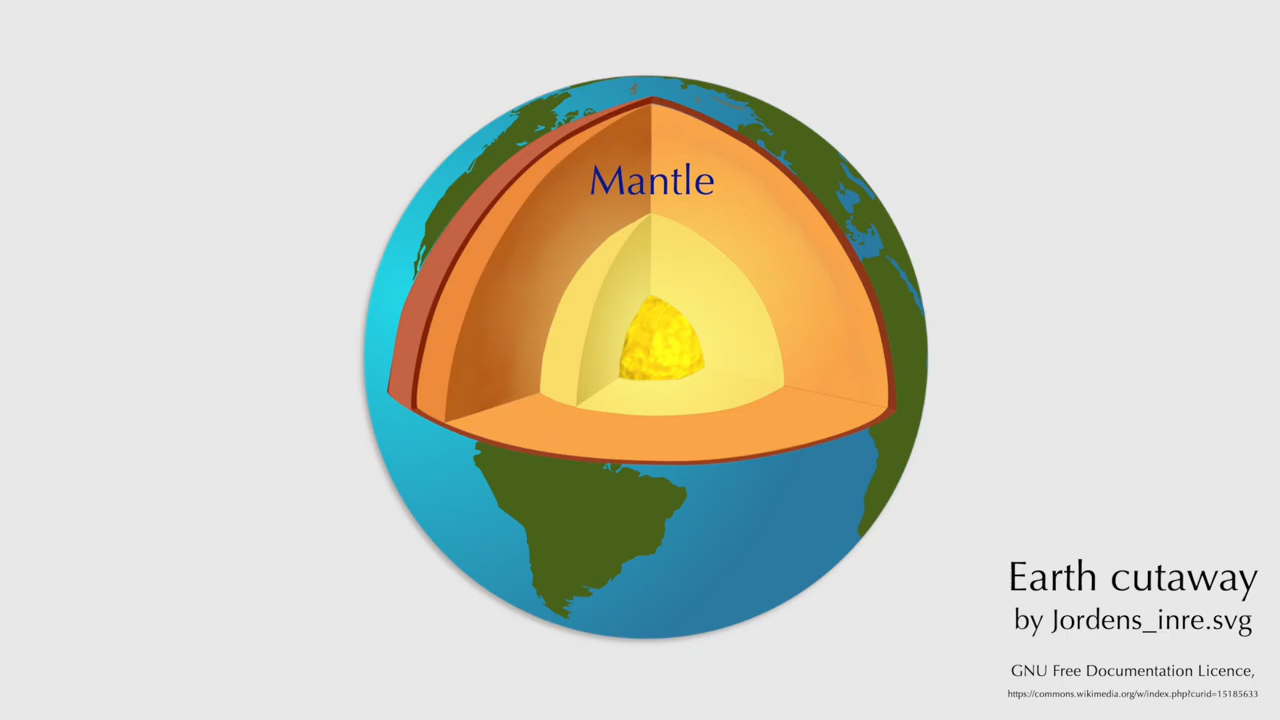 Mantle
Earth cutaway
by Jordens_inre.svg
GNU Free Documentation Licence,
https://commons.wikimedia.org/w/index.php?curid=15185633